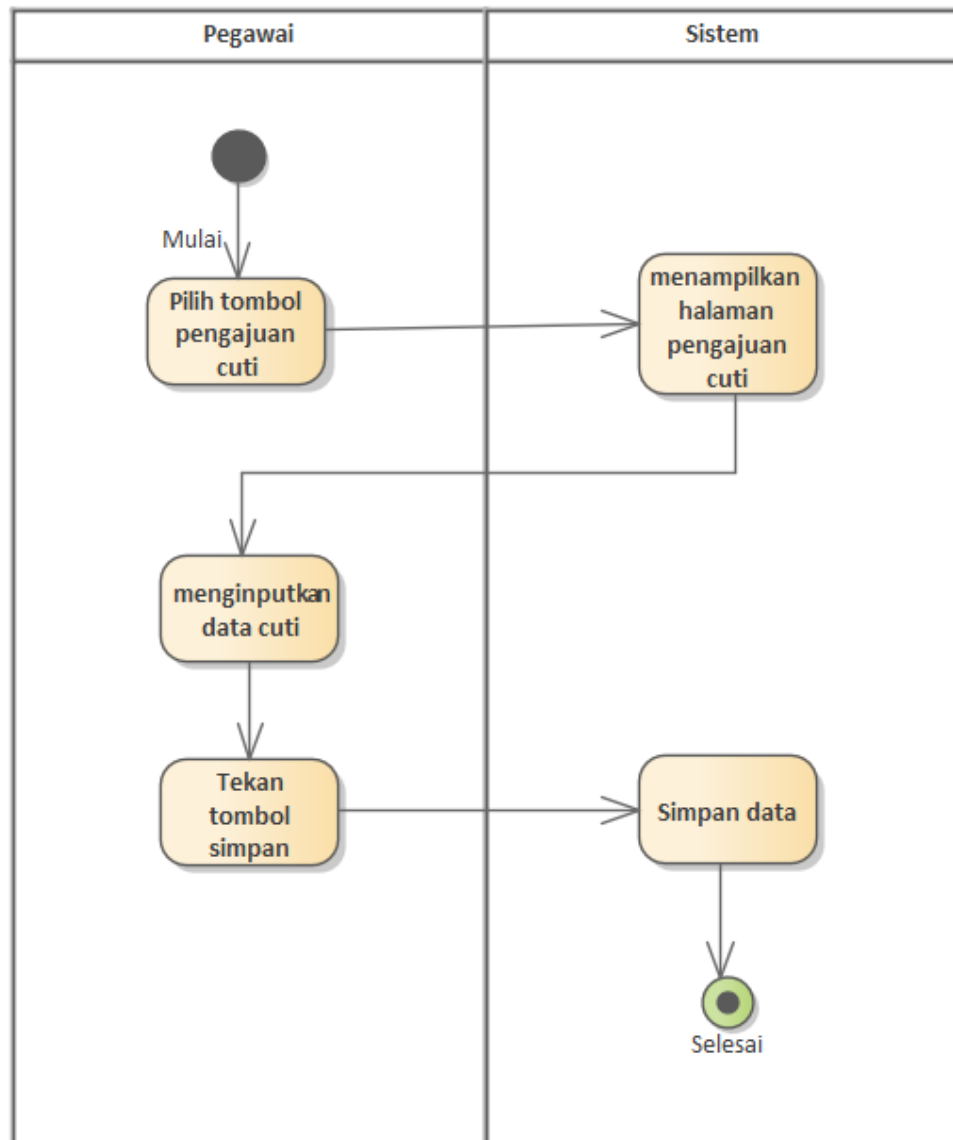 Pegawai
Sistem
Mulai
Pilih tombol
pengajuan
cuti
menampilkan
halaman
pengajuan
cuti
menginputkan
data cuti
Tekan
tombol
simpan
Simpan data
Selesai